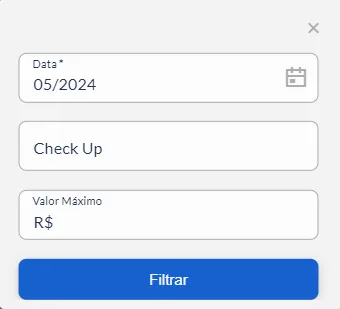 Data *
05/2024
Check Up
Valor Máximo
R$
Filtrar